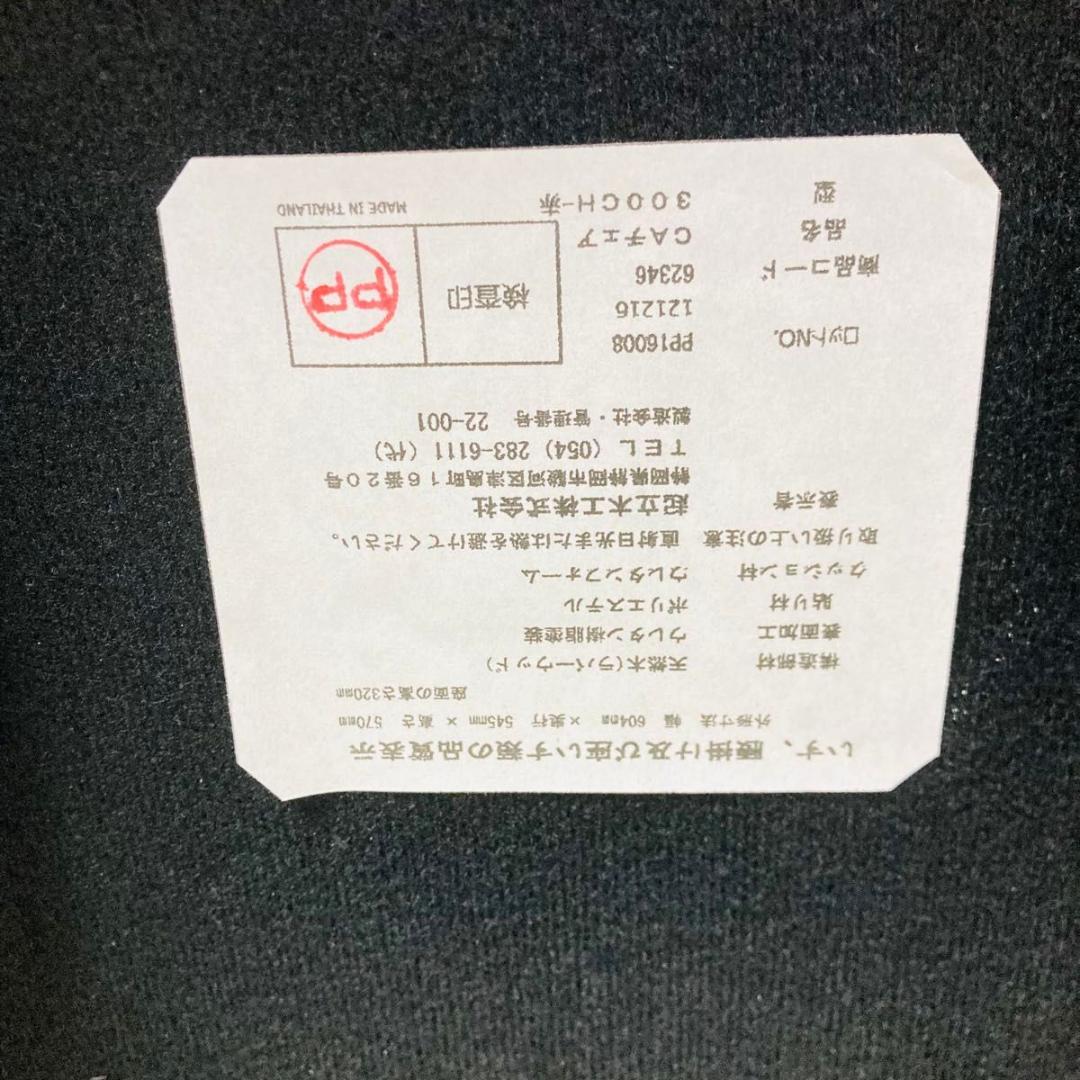 いす、腰掛け及び座いす類の品質表示
外形寸法 幅 604㎜ ×奥行 545㎜ × 高さ 570㎜
座面の高さ320㎜
構造部材 天然木(ラバーウッド)
表面加工 ウレタン樹脂塗装
貼り材 ポリエステル
クッション材 ウレタンフォーム
取り扱い上の注意 直射日光または熱を避けてください。
表示者 起立木工株式会社
静岡県静岡市駿河区津島町16番20号
TEL (054) 283-6111 (代)
製造会社・管理番号 22-001
ロットNO. PP16008
121216
商品コード 62346
品名 CAチェア
型 300CH-赤
検査印 PP
MADE IN THAILAND